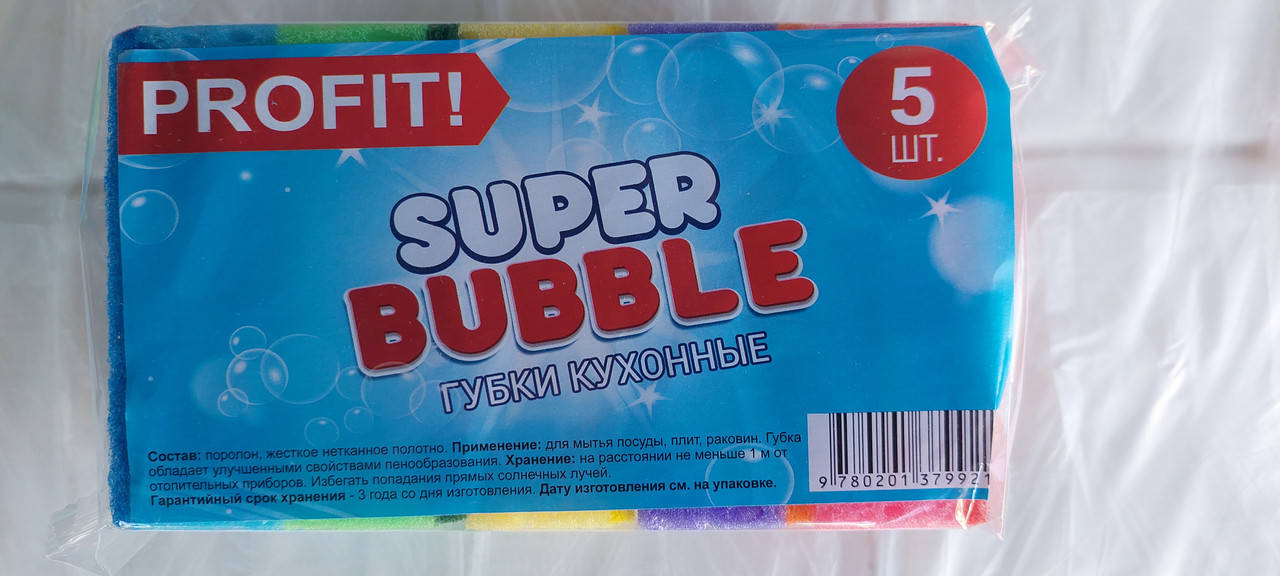 PROFIT!
5
ШТ.
SUPER
BUBBLE
ГУБКИ КУХОННЫЕ
Состав: поролон, жесткое нетканное полотно. Применение: для мытья посуды, плит, раковин. Губка
обладает улучшенными свойствами пенообразования. Хранение: на расстоянии не меньше 1 м от
отопительных приборов. Избегать попадания прямых солнечных лучей.
Гарантийный срок хранения - 3 года со дня изготовления. Дату изготовления см. на упаковке.
9 780201 379921